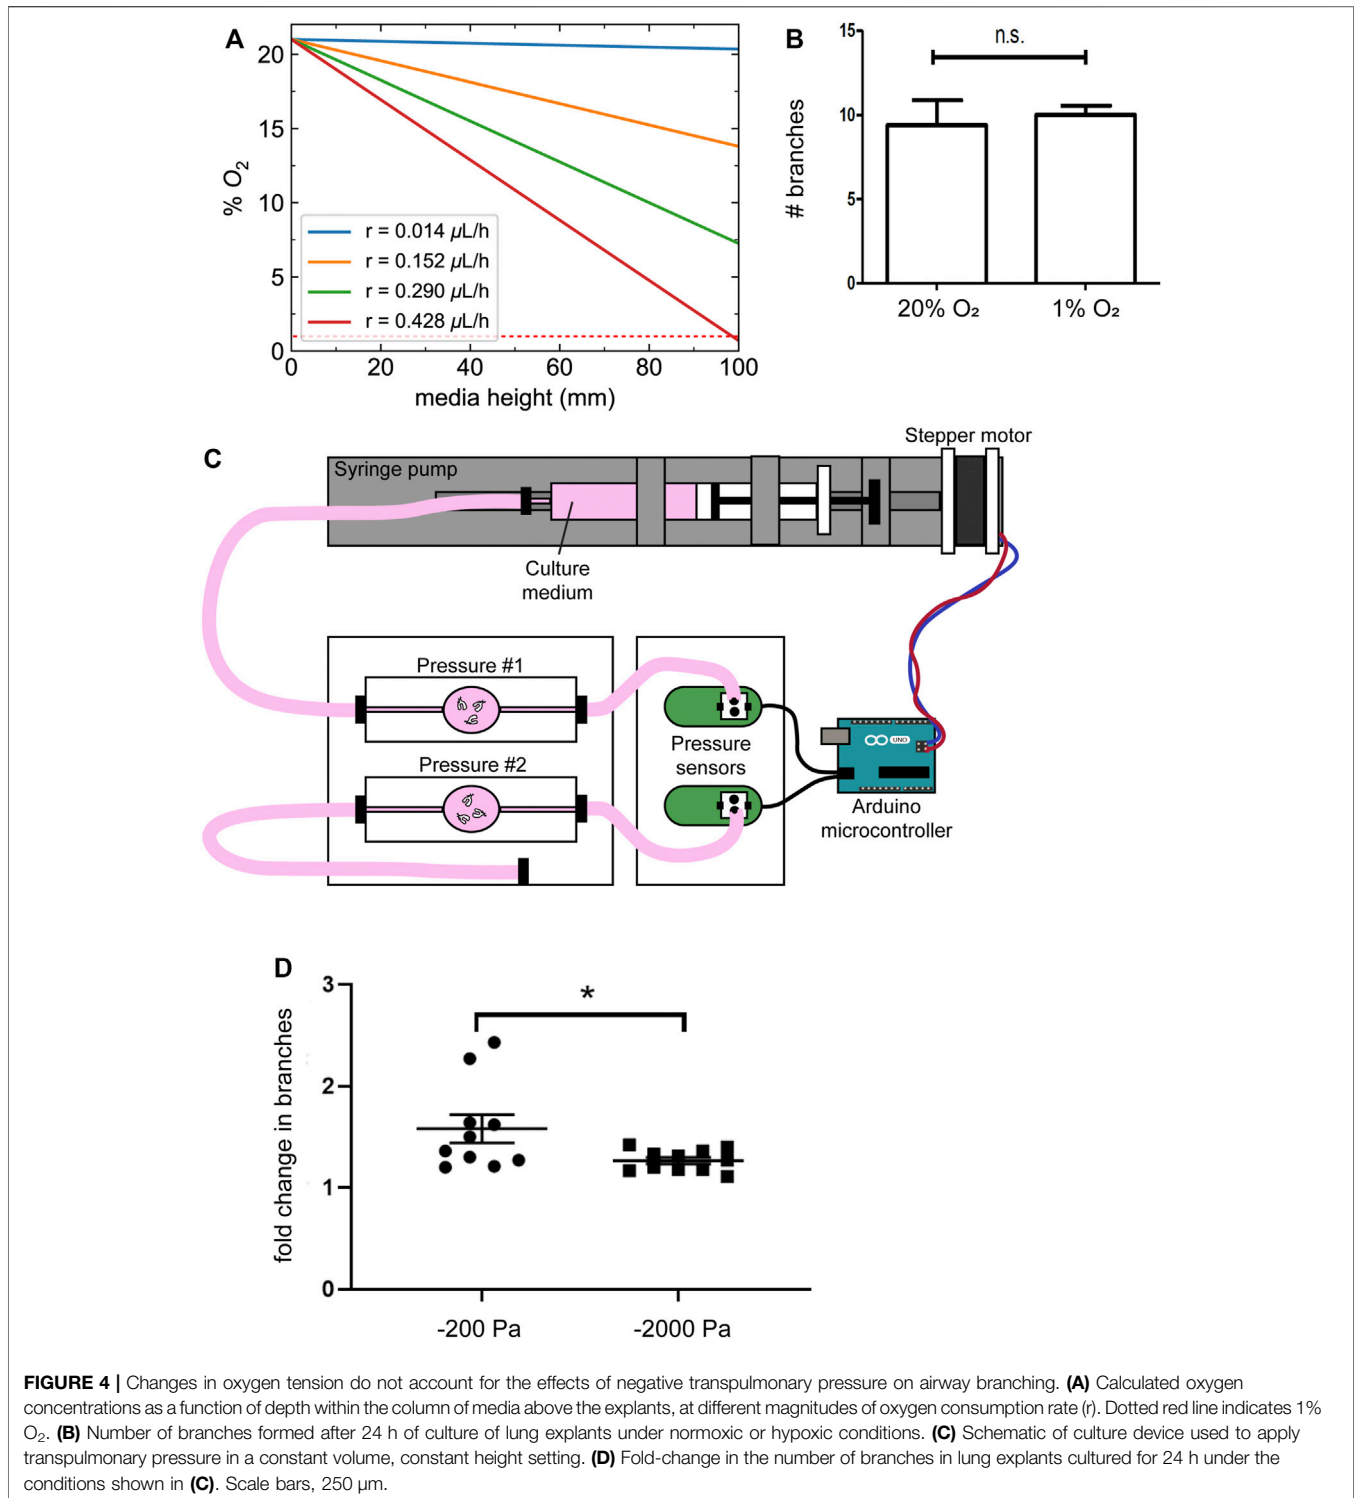 A
% O2
20
15
10
5
0
r = 0.014 µL/h
r = 0.152 µL/h
r = 0.290 µL/h
r = 0.428 µL/h
0 20 40 60 80 100
media height (mm)
B
n.s.
# branches
15
10
5
0
20% O₂ 1% O₂
C
Stepper motor
Syringe pump
Culture
medium
Pressure #1
Pressure #2
Pressure
sensors
UNO
Arduino
microcontroller
D
*
fold change in branches
3
2
1
0
-200 Pa -2000 Pa
FIGURE 4 | Changes in oxygen tension do not account for the effects of negative transpulmonary pressure on airway branching. (A) Calculated oxygen
concentrations as a function of depth within the column of media above the explants, at different magnitudes of oxygen consumption rate (r). Dotted red line indicates 1%
O₂. (B) Number of branches formed after 24 h of culture of lung explants under normoxic or hypoxic conditions. (C) Schematic of culture device used to apply
transpulmonary pressure in a constant volume, constant height setting. (D) Fold-change in the number of branches in lung explants cultured for 24 h under the
conditions shown in (C). Scale bars, 250 µm.